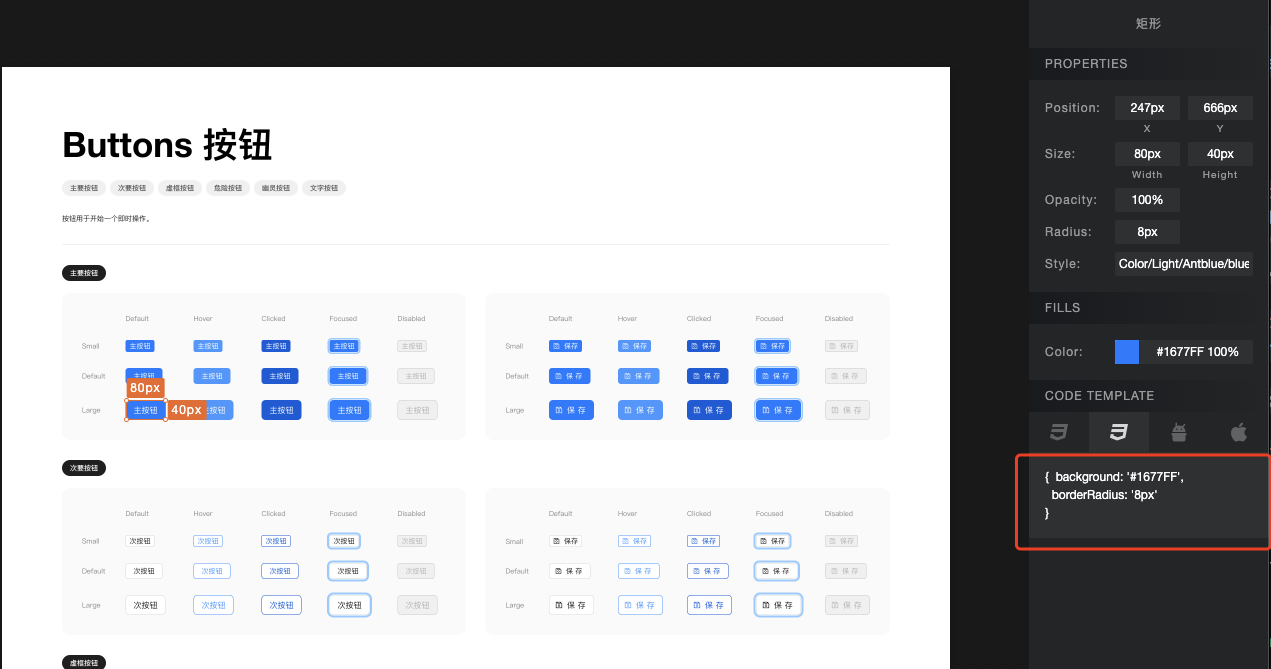 矩形
PROPERTIES
Position: 247px 666px
X Y
Size: 80px 40px
Width Height
Opacity: 100%
Radius: 8px
Style: Color/Light/Antblue/blue
FILLS
Color: #1677FF 100%
CODE TEMPLATE
{ background: '#1677FF',
borderRadius: '8px'
}
Buttons 按钮
主要按钮 次要按钮 虚框按钮 危险按钮 幽灵按钮 文字按钮
按钮用于开始一个即时操作。
主要按钮
Default Hover Clicked Focused Disabled
Small 主按钮 主按钮 主按钮 主按钮 主按钮
Default 主按钮 主按钮 主按钮 主按钮 主按钮
80px
Large 主按钮 40px 按钮 主按钮 主按钮 主按钮
Default Hover Clicked Focused Disabled
Small 保存 保存 保存 保存 保存
Default 保 存 保 存 保 存 保 存 保 存
Large 保 存 保 存 保 存 保 存 保 存
次要按钮
Default Hover Clicked Focused Disabled
Small 次按钮 次按钮 次按钮 次按钮 次按钮
Default 次按钮 次按钮 次按钮 次按钮 次按钮
Large 次按钮 次按钮 次按钮 次按钮 次按钮
Default Hover Clicked Focused Disabled
Small 保存 保存 保存 保存 保存
Default 保 存 保 存 保 存 保 存 保 存
Large 保 存 保 存 保 存 保 存 保 存
虚框按钮